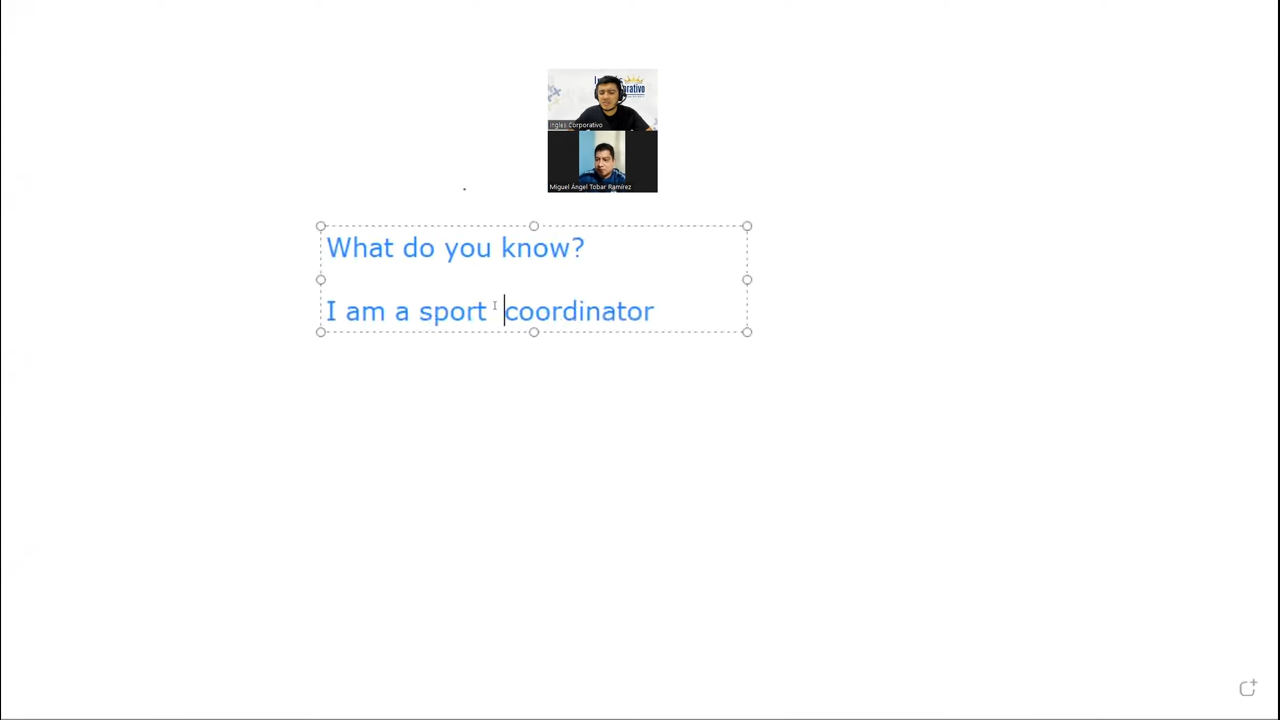 Ingles Corporativo
Miguel Ángel Tobar Ramírez
What do you know?
I am a sport coordinator